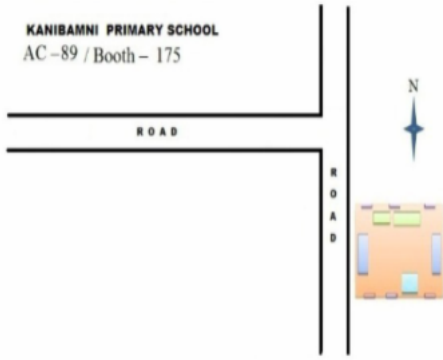 KANIBAMNI PRIMARY SCHOOL
AC –89 / Booth – 175
N
ROAD
ROAD